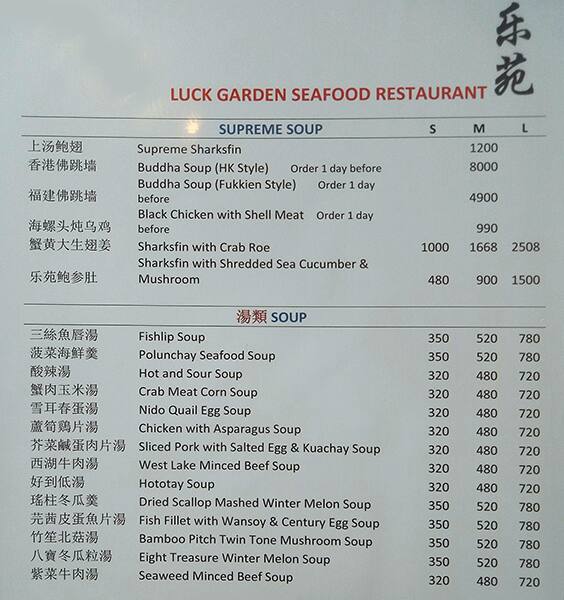 乐苑
LUCK GARDEN SEAFOOD RESTAURANT
SUPREME SOUP S M L
上汤鲍翅 Supreme Sharksfin 1200
香港佛跳墙 Buddha Soup (HK Style) Order 1 day before 8000
福建佛跳墙 Buddha Soup (Fukkien Style) Order 1 day
before 4900
海螺头炖乌鸡 Black Chicken with Shell Meat Order 1 day
before 990
蟹黄大生翅姜 Sharksfin with Crab Roe 1000 1668 2508
乐苑鲍参肚 Sharksfin with Shredded Sea Cucumber &
Mushroom 480 900 1500
湯類 SOUP
三絲魚唇湯 Fishlip Soup 350 520 780
菠菜海鮮羹 Polunchay Seafood Soup 350 520 780
酸辣湯 Hot and Sour Soup 320 480 720
蟹肉玉米湯 Crab Meat Corn Soup 320 480 720
雪耳春蛋湯 Nido Quail Egg Soup 320 480 720
蘆筍鷄片湯 Chicken with Asparagus Soup 320 480 720
芥菜鹹蛋肉片湯 Sliced Pork with Salted Egg & Kuachay Soup 320 480 720
西湖牛肉湯 West Lake Minced Beef Soup 320 480 720
好到低湯 Hototay Soup 320 480 720
瑤柱冬瓜羹 Dried Scallop Mashed Winter Melon Soup 350 520 780
芫茜皮蛋魚片湯 Fish Fillet with Wansoy & Century Egg Soup 350 520 780
竹笙北菇湯 Bamboo Pitch Twin Tone Mushroom Soup 350 520 780
八寶冬瓜粒湯 Eight Treasure Winter Melon Soup 350 520 780
紫菜牛肉湯 Seaweed Minced Beef Soup 320 480 720